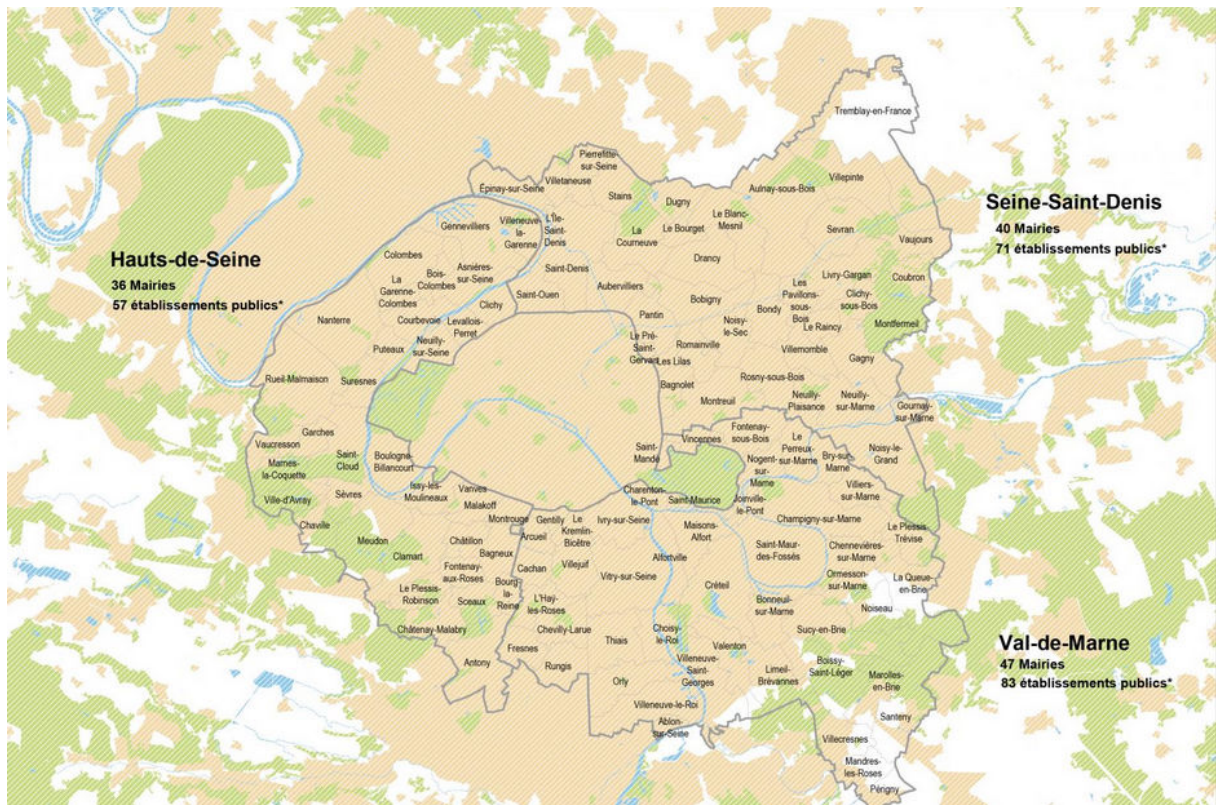 Tremblay-en-France
Pierrefitte-
sur-Seine
Villetaneuse
Épinay-sur-Seine
Stains
Dugny
Aulnay-sous-Bois
Villepinte
Seine-Saint-Denis
40 Mairies
71 établissements publics*
Hauts-de-Seine
36 Mairies
57 établissements publics*
Gennevilliers
Villeneuve-
la-
Garenne
L'Île-
Saint-
Denis
La
Courneuve
Le Bourget
Le Blanc-
Mesnil
Sevran
Vaujours
Colombes
La
Garenne-
Colombes
Bois-
Colombes
Asnières-
sur-Seine
Saint-Denis
Drancy
Livry-Gargan
Coubron
Clichy
Saint-Ouen
Aubervilliers
Bobigny
Les
Pavillons-
sous-
Bois
Clichy-
sous-Bois
Nanterre
Courbevoie
Levallois-
Perret
Pantin
Noisy-
le-Sec
Bondy
Le Raincy
Montfermeil
Puteaux
Neuilly-
sur-Seine
Le Pré-
Saint-
Gervais
Romainville
Les Lilas
Villemomble
Gagny
Rueil-Malmaison
Suresnes
Bagnolet
Rosny-sous-Bois
Montreuil
Neuilly-
Plaisance
Neuilly-
sur-Marne
Gournay-
sur-Marne
Garches
Vaucresson
Saint-
Cloud
Marnes-
la-Coquette
Boulogne-
Billancourt
Saint-
Mandé
Vincennes
Fontenay-
sous-Bois
Le
Perreux-
sur-Marne
Nogent-
sur-
Marne
Bry-sur-
Marne
Noisy-le-
Grand
Ville-d'Avray
Sèvres
Issy-les-
Moulineaux
Vanves
Malakoff
Charenton-
le-Pont
Saint-Maurice
Joinville-
le-Pont
Villiers-
sur-Marne
Chaville
Meudon
Montrouge
Gentilly
Le
Kremlin-
Bicêtre
Arcueil
Ivry-sur-Seine
Maisons-
Alfort
Champigny-sur-Marne
Le Plessis-
Trévise
Clamart
Châtillon
Bagneux
Fontenay-
aux-Roses
Cachan
Villejuif
Vitry-sur-Seine
Alfortville
Saint-Maur-
des-Fossés
Chennevières-
sur-Marne
Ormesson-
sur-Marne
La Queue-
en-Brie
Le Plessis-
Robinson
Sceaux
Bourg-
la-
Reine
L'Haÿ-
les-Roses
Créteil
Bonneuil-
sur-Marne
Noiseau
Châtenay-Malabry
Chevilly-Larue
Thiais
Choisy-
le-Roi
Valenton
Sucy-en-Brie
Val-de-Marne
47 Mairies
83 établissements publics*
Antony
Fresnes
Rungis
Orly
Villeneuve-
Saint-
Georges
Limeil-
Brévannes
Boissy-
Saint-Léger
Marolles-
en-Brie
Villeneuve-le-Roi
Ablon-
sur-Seine
Santeny
Villecresnes
Mandres-
les-Roses
Périgny